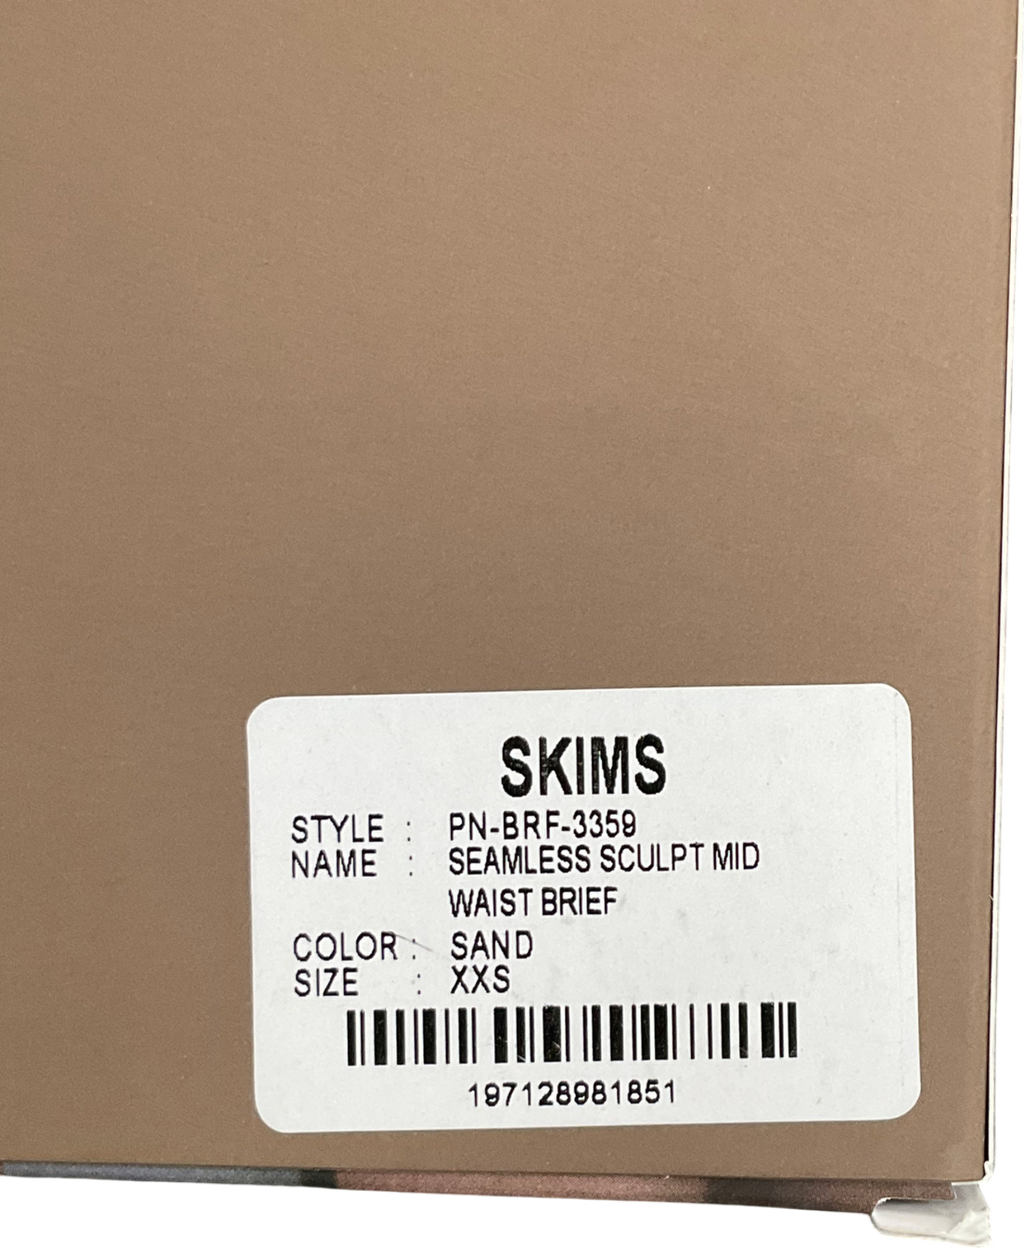 SKIMS
STYLE : PN-BRF-3359
NAME : SEAMLESS SCULPT MID
WAIST BRIEF
COLOR : SAND
SIZE : XXS
197128981851